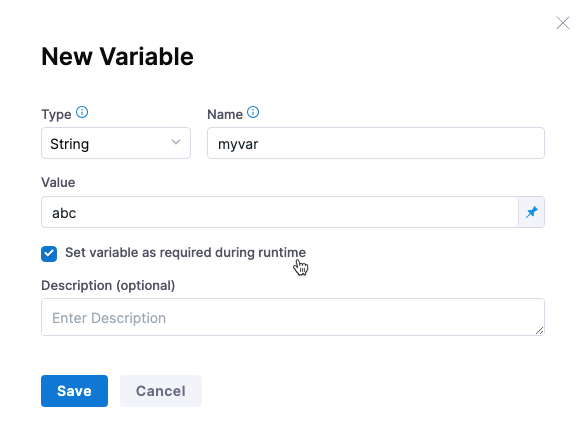 New Variable
Type Name
String myvar
Value
abc
Set variable as required during runtime
Description (optional)
Enter Description
Save Cancel